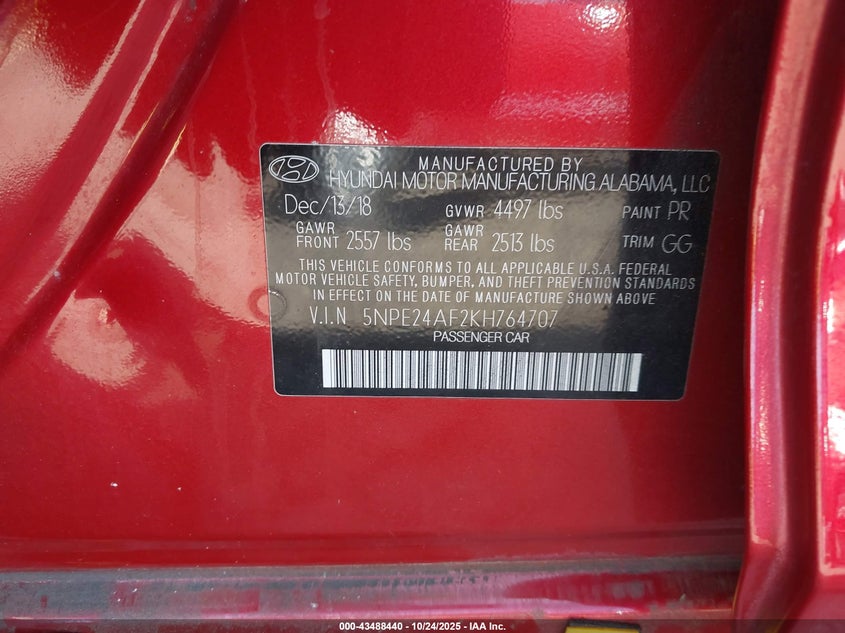 MANUFACTURED BY
HYUNDAI MOTOR MANUFACTURING ALABAMA, LLC
Dec/13/18 GVWR 4497 lbs PAINT PR
GAWR FRONT 2557 lbs GAWR REAR 2513 lbs TRIM GG
THIS VEHICLE CONFORMS TO ALL APPLICABLE U.S.A. FEDERAL
MOTOR VEHICLE SAFETY, BUMPER, AND THEFT PREVENTION STANDARDS
IN EFFECT ON THE DATE OF MANUFACTURE SHOWN ABOVE.
V.I.N 5NPE24AF2KH764707
PASSENGER CAR
000-43488440 - 10/24/2025 - IAA Inc.